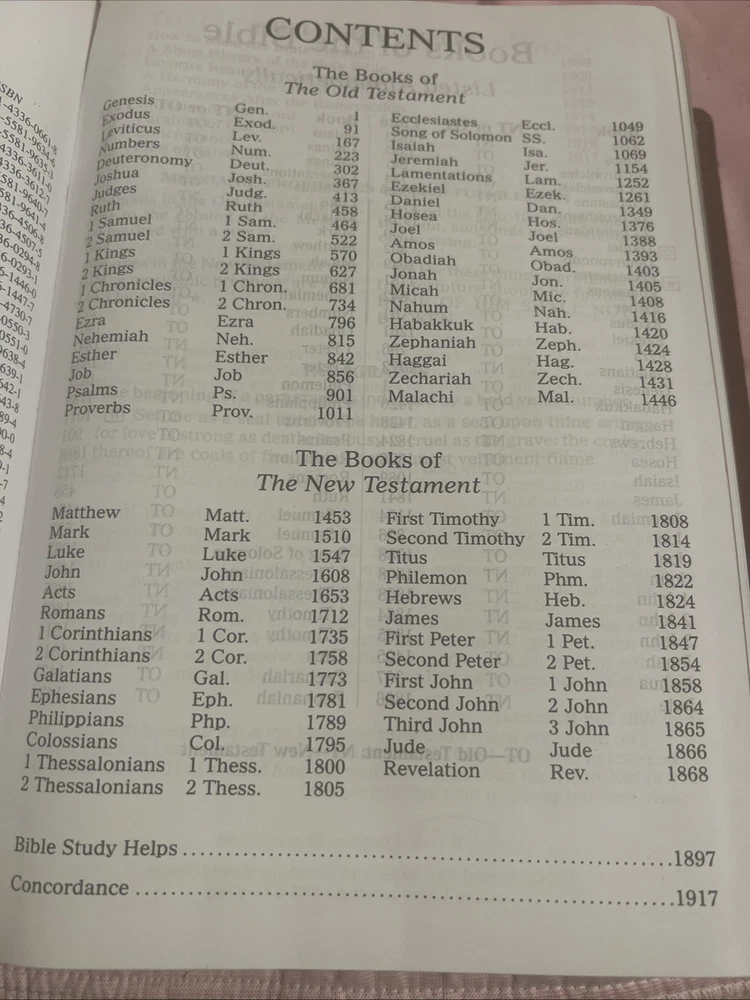 CONTENTS
The Books of
The Old Testament
Genesis Gen. 1
Exodus Exod. 91
Leviticus Lev. 167
Numbers Num. 223
Deuteronomy Deut. 302
Joshua Josh. 367
Judges Judg. 413
Ruth Ruth 458
1 Samuel 1 Sam. 464
2 Samuel 2 Sam. 522
1 Kings 1 Kings 570
2 Kings 2 Kings 627
1 Chronicles 1 Chron. 681
2 Chronicles 2 Chron. 734
Ezra Ezra 796
Nehemiah Neh. 815
Esther Esther 842
Job Job 856
Psalms Ps. 901
Proverbs Prov. 1011
Ecclesiastes Eccl. 1049
Song of Solomon SS. 1062
Isaiah Isa. 1069
Jeremiah Jer. 1154
Lamentations Lam. 1252
Ezekiel Ezek. 1261
Daniel Dan. 1349
Hosea Hos. 1376
Joel Joel 1388
Amos Amos 1393
Obadiah Obad. 1403
Jonah Jon. 1405
Micah Mic. 1408
Nahum Nah. 1416
Habakkuk Hab. 1420
Zephaniah Zeph. 1424
Haggai Hag. 1428
Zechariah Zech. 1431
Malachi Mal. 1446
The Books of
The New Testament
Matthew Matt. 1453
Mark Mark 1510
Luke Luke 1547
John John 1608
Acts Acts 1653
Romans Rom. 1712
1 Corinthians 1 Cor. 1735
2 Corinthians 2 Cor. 1758
Galatians Gal. 1773
Ephesians Eph. 1781
Philippians Php. 1789
Colossians Col. 1795
1 Thessalonians 1 Thess. 1800
2 Thessalonians 2 Thess. 1805
First Timothy 1 Tim. 1808
Second Timothy 2 Tim. 1814
Titus Titus 1819
Philemon Phm. 1822
Hebrews Heb. 1824
James James 1841
First Peter 1 Pet. 1847
Second Peter 2 Pet. 1854
First John 1 John 1858
Second John 2 John 1864
Third John 3 John 1865
Jude Jude 1866
Revelation Rev. 1868
Bible Study Helps ........................................................ 1897
Concordance ............................................................... 1917